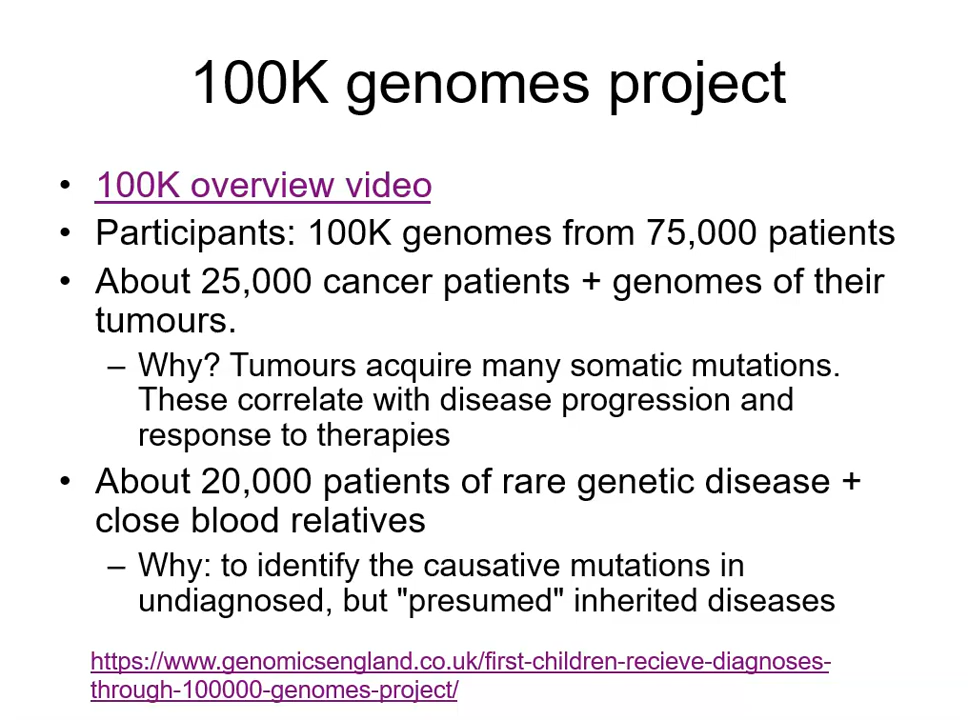 100K genomes project
• 100K overview video
• Participants: 100K genomes from 75,000 patients
• About 25,000 cancer patients + genomes of their
tumours.
– Why? Tumours acquire many somatic mutations.
These correlate with disease progression and
response to therapies
• About 20,000 patients of rare genetic disease +
close blood relatives
– Why: to identify the causative mutations in
undiagnosed, but "presumed" inherited diseases
https://www.genomicsengland.co.uk/first-children-recieve-diagnoses-
through-100000-genomes-project/